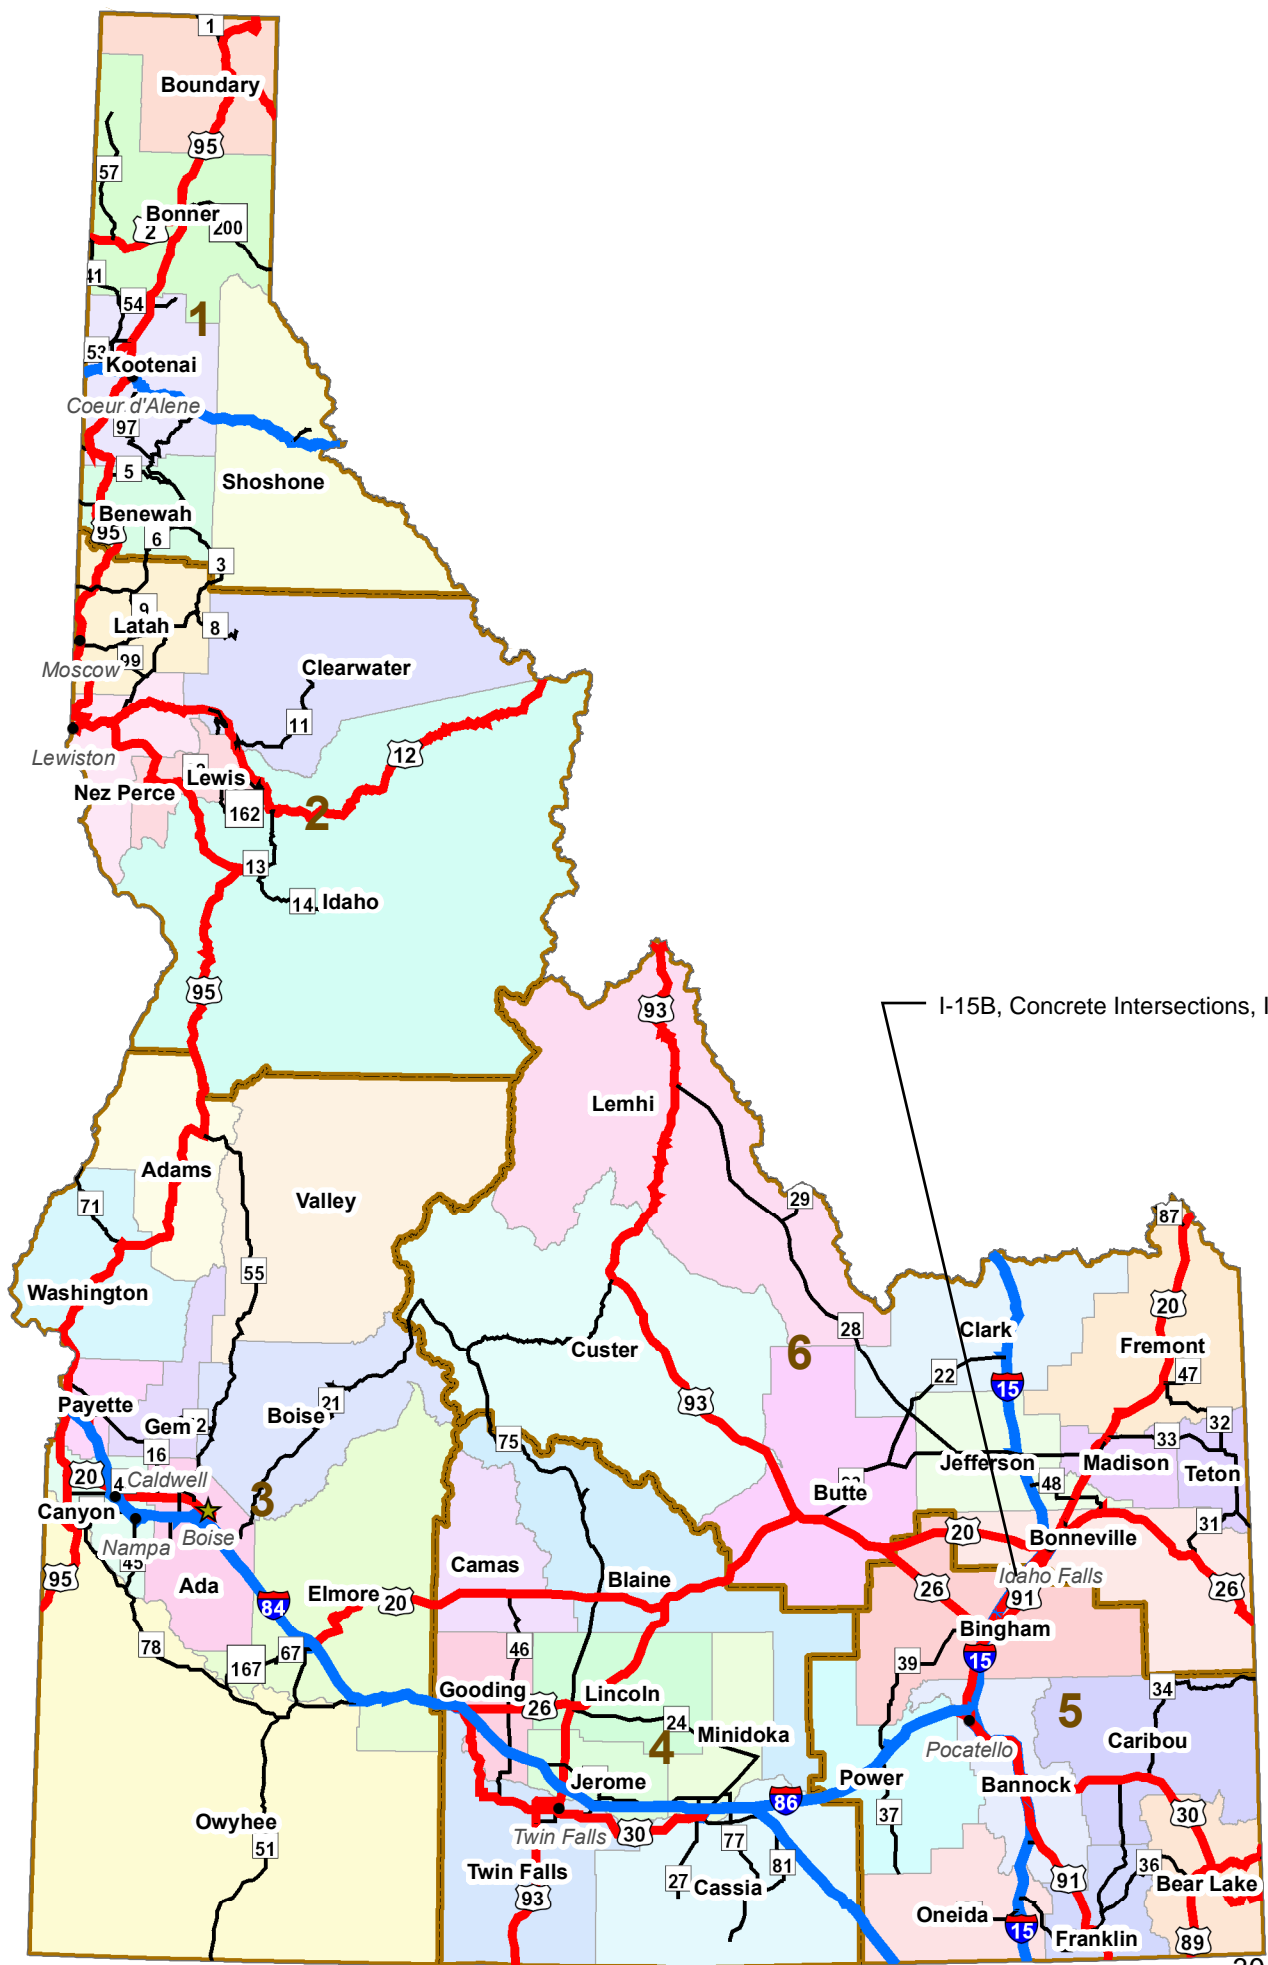 1
Boundary
95
57
Bonner
2
200
41
54
1
53
Kootenai
Coeur d'Alene
97
5
Shoshone
Benewah
95
6
3
9
8
Latah
99
Clearwater
Moscow
11
12
Lewiston
Lewis
Nez Perce
162
2
13
14
Idaho
95
93
I-15B, Concrete Intersections, I
Lemhi
Adams
71
Valley
29
87
55
Washington
20
28
Clark
Custer
6
Fremont
22
47
15
93
Payette
21
Boise
Gem
32
75
16
33
Jefferson
Madison
Teton
20
4
Caldwell
48
3
Butte
Canyon
31
Nampa
Boise
20
Bonneville
45
Camas
Idaho Falls
95
Ada
Blaine
26
26
Elmore
20
91
84
Bingham
78
46
67
39
15
167
Gooding
Lincoln
34
26
24
5
Minidoka
4
Caribou
Pocatello
Jerome
Power
Bannock
86
37
30
Owyhee
Twin Falls
30
77
51
81
36
Twin Falls
27
Cassia
91
Bear Lake
93
Oneida
15
Franklin
89